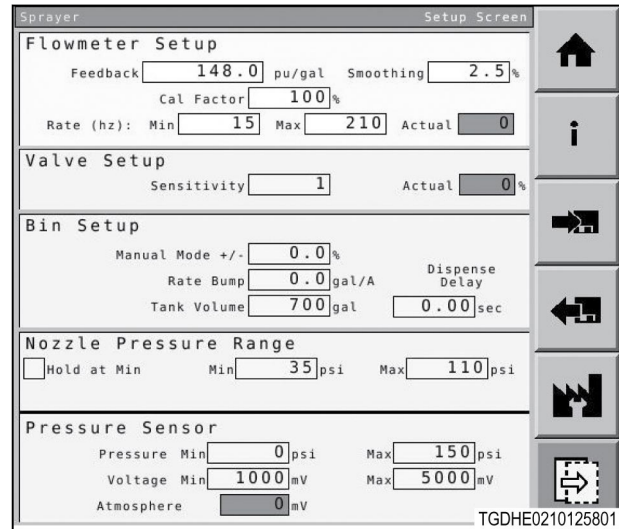 Sprayer Setup Screen
Flowmeter Setup
Feedback 148.0 pu/gal Smoothing 2.5 %
Cal Factor 100 %
Rate (hz): Min 15 Max 210 Actual 0
Valve Setup
Sensitivity 1 Actual 0 %
Bin Setup
Manual Mode +/- 0.0 %
Rate Bump 0.0 gal/A Dispense Delay
Tank Volume 700 gal 0.00 sec
Nozzle Pressure Range
Hold at Min Min 35 psi Max 110 psi
Pressure Sensor
Pressure Min 0 psi Max 150 psi
Voltage Min 1000 mV Max 5000 mV
Atmosphere 0 mV
i
TGDHE0210125801